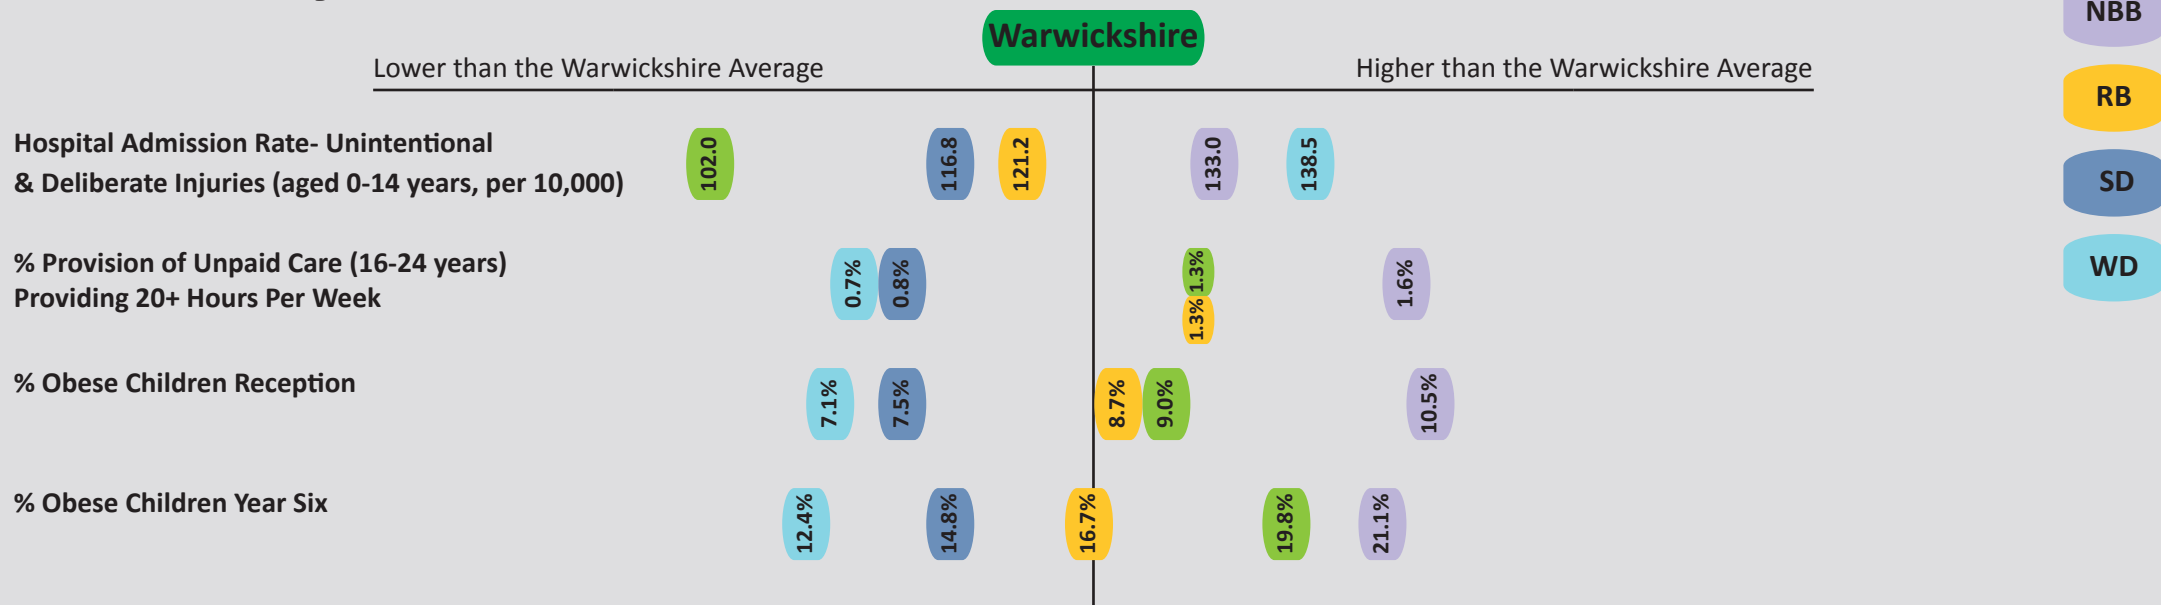 Warwickshire
Lower than the Warwickshire Average
Higher than the Warwickshire Average
Hospital Admission Rate- Unintentional
& Deliberate Injuries (aged 0-14 years, per 10,000)
102.0
116.8
121.2
133.0
138.5
% Provision of Unpaid Care (16-24 years)
Providing 20+ Hours Per Week
0.7%
0.8%
1.3%
1.3%
1.6%
% Obese Children Reception
7.1%
7.5%
8.7%
9.0%
10.5%
% Obese Children Year Six
12.4%
14.8%
16.7%
19.8%
21.1%
NBB
RB
SD
WD